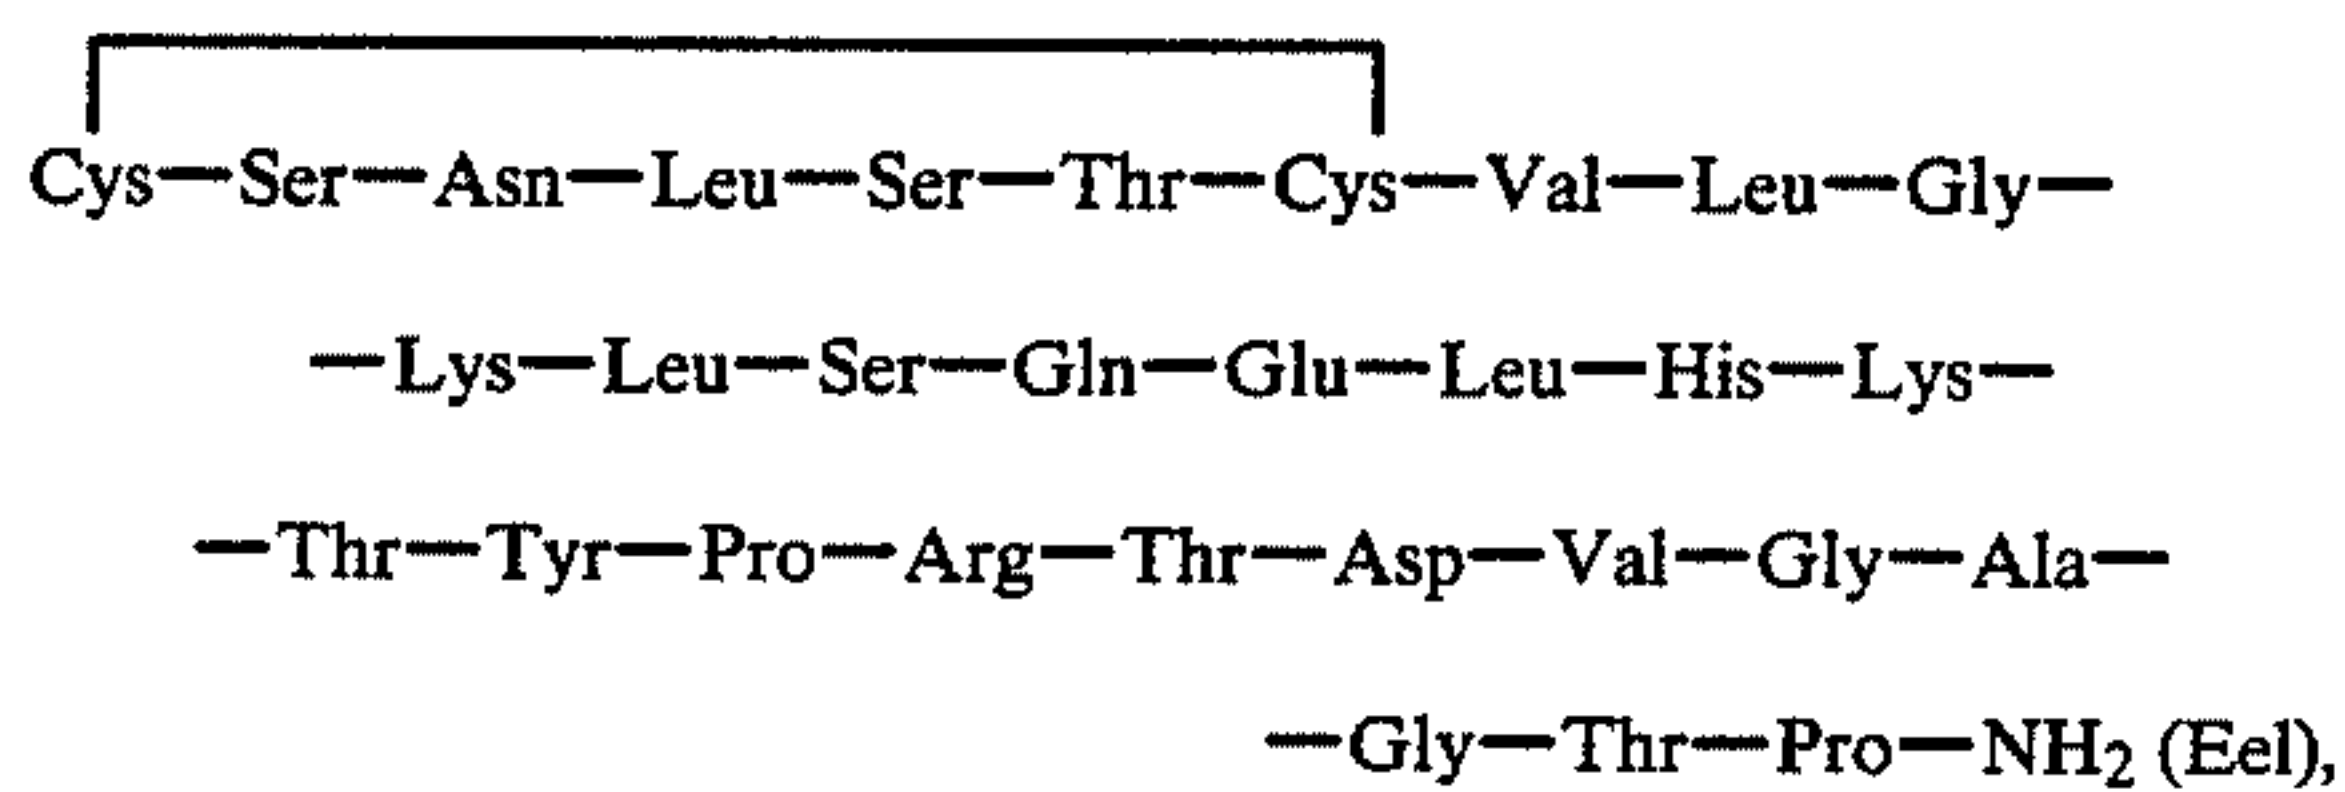 Cys—Ser—Asn—Leu—Ser—Thr—Cys—Val—Leu—Gly—
—Lys—Leu—Ser—Gln—Glu—Leu—His—Lys—
—Thr—Tyr—Pro—Arg—Thr—Asp—Val—Gly—Ala—
—Gly—Thr—Pro—NH₂ (Eel),